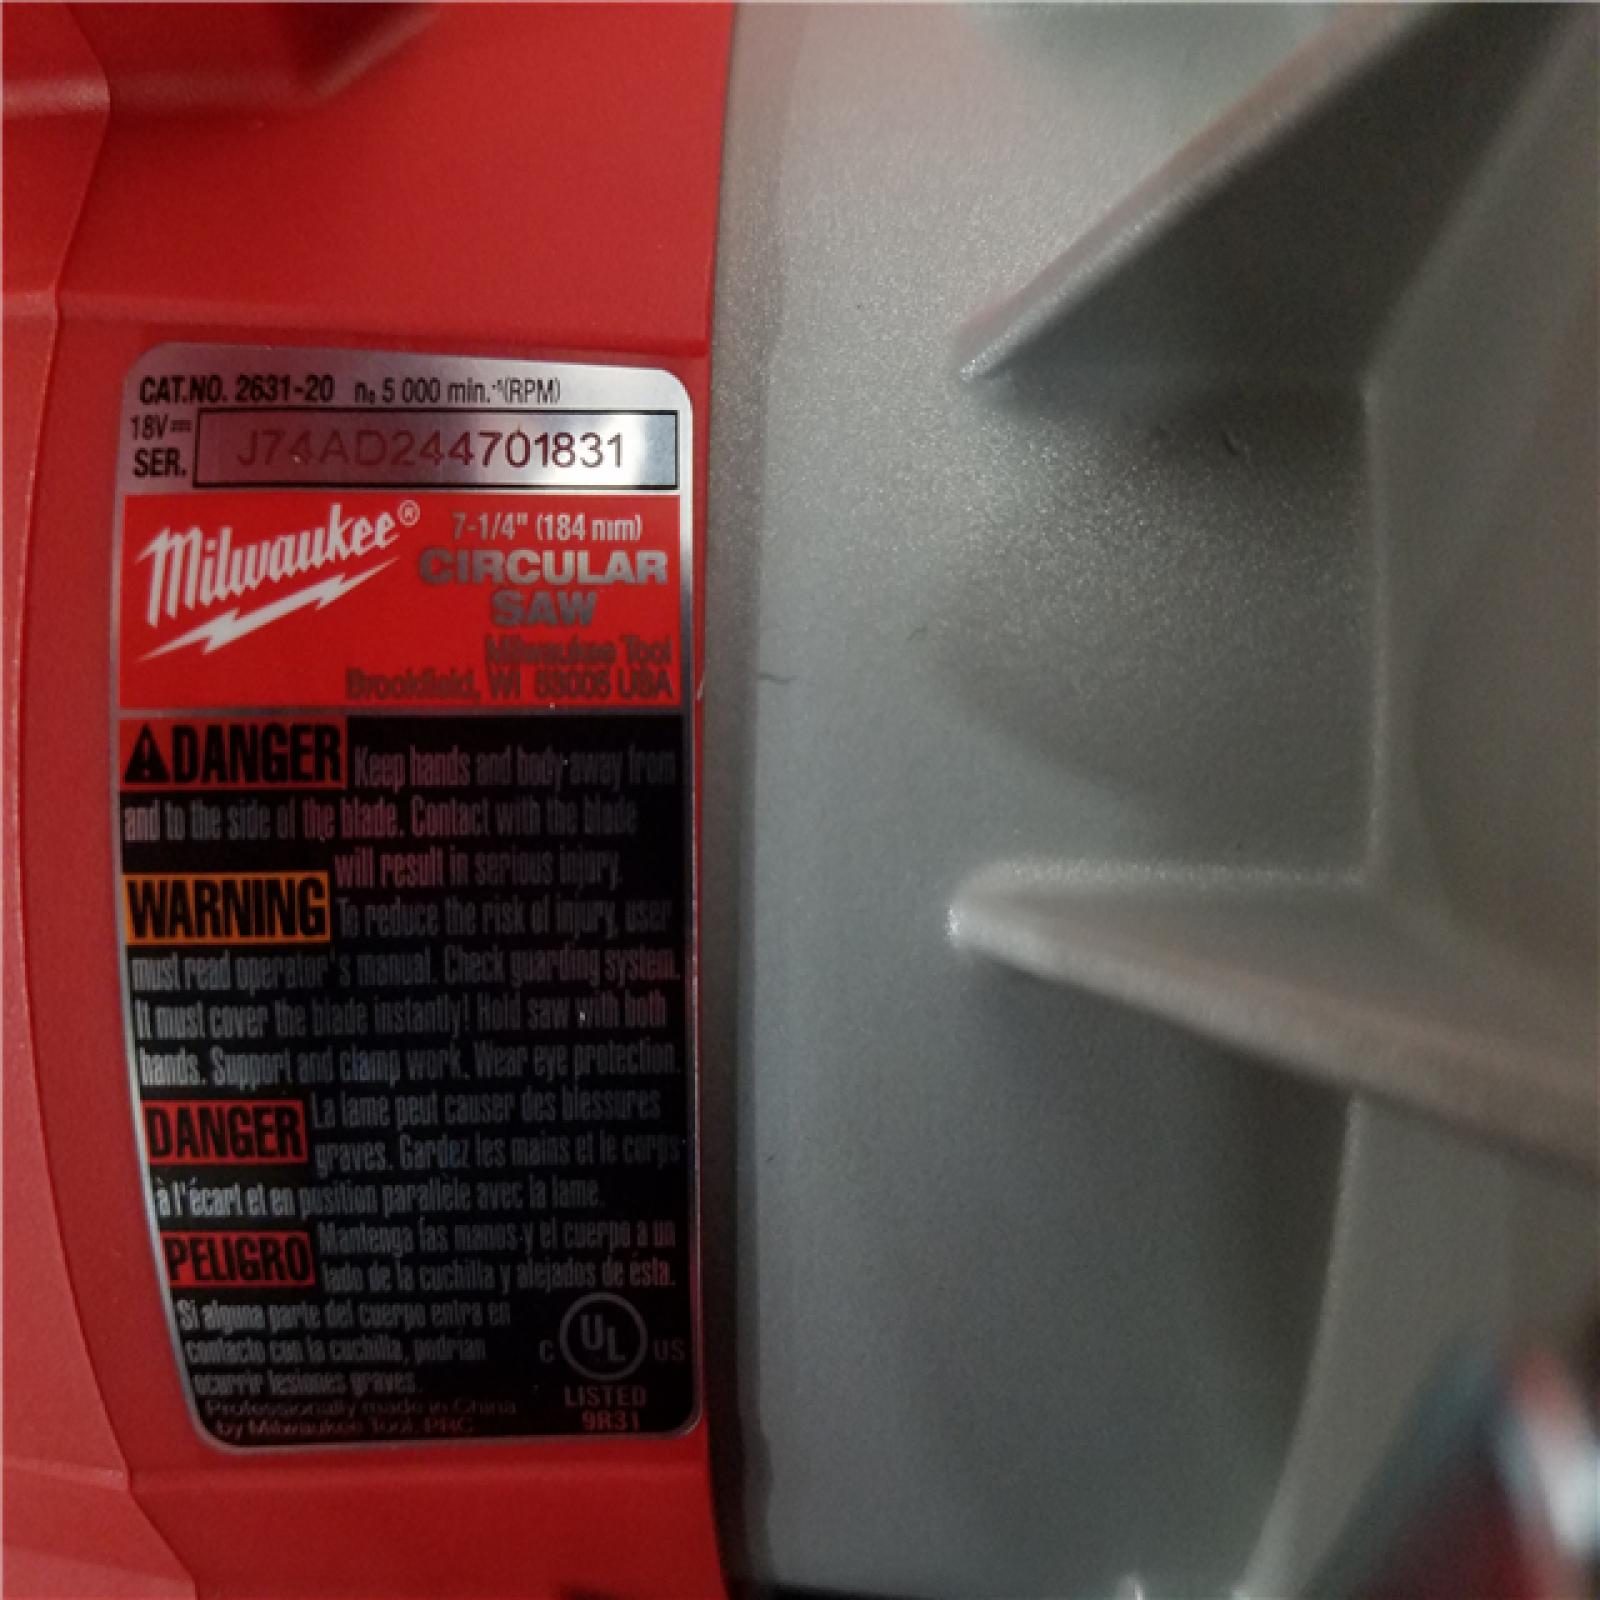 CAT.NO. 2631-20 n₀ 5 000 min.⁻¹(RPM)
18V⎓
SER. J74AD244701831
Milwaukee®
7-1/4" (184 mm)
CIRCULAR
SAW
Milwaukee Tool
Brookfield, WI 53005 USA
⚠DANGER Keep hands and body away from
and to the side of the blade. Contact with the blade
will result in serious injury.
WARNING To reduce the risk of injury, user
must read operator's manual. Check guarding system.
It must cover the blade instantly! Hold saw with both
hands. Support and clamp work. Wear eye protection.
DANGER La lame peut causer des blessures
graves. Gardez les mains et le corps
à l'écart et en position parallèle avec la lame.
PELIGRO Mantenga las manos y el cuerpo a un
lado de la cuchilla y alejados de ésta.
Si alguna parte del cuerpo entra en
contacto con la cuchilla, podrían
ocurrir lesiones graves.
C UL US
LISTED
9R31
Professionally made in China
by Milwaukee Tool, PRC